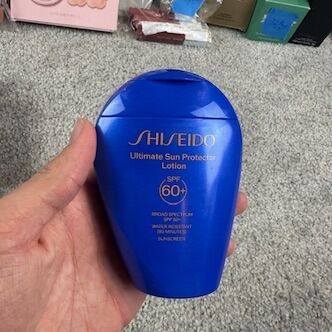 SHISEIDO
Ultimate Sun Protector
Lotion
SPF
60+
BROAD SPECTRUM
SPF 60+
WATER RESISTANT
(80 MINUTES)
SUNSCREEN